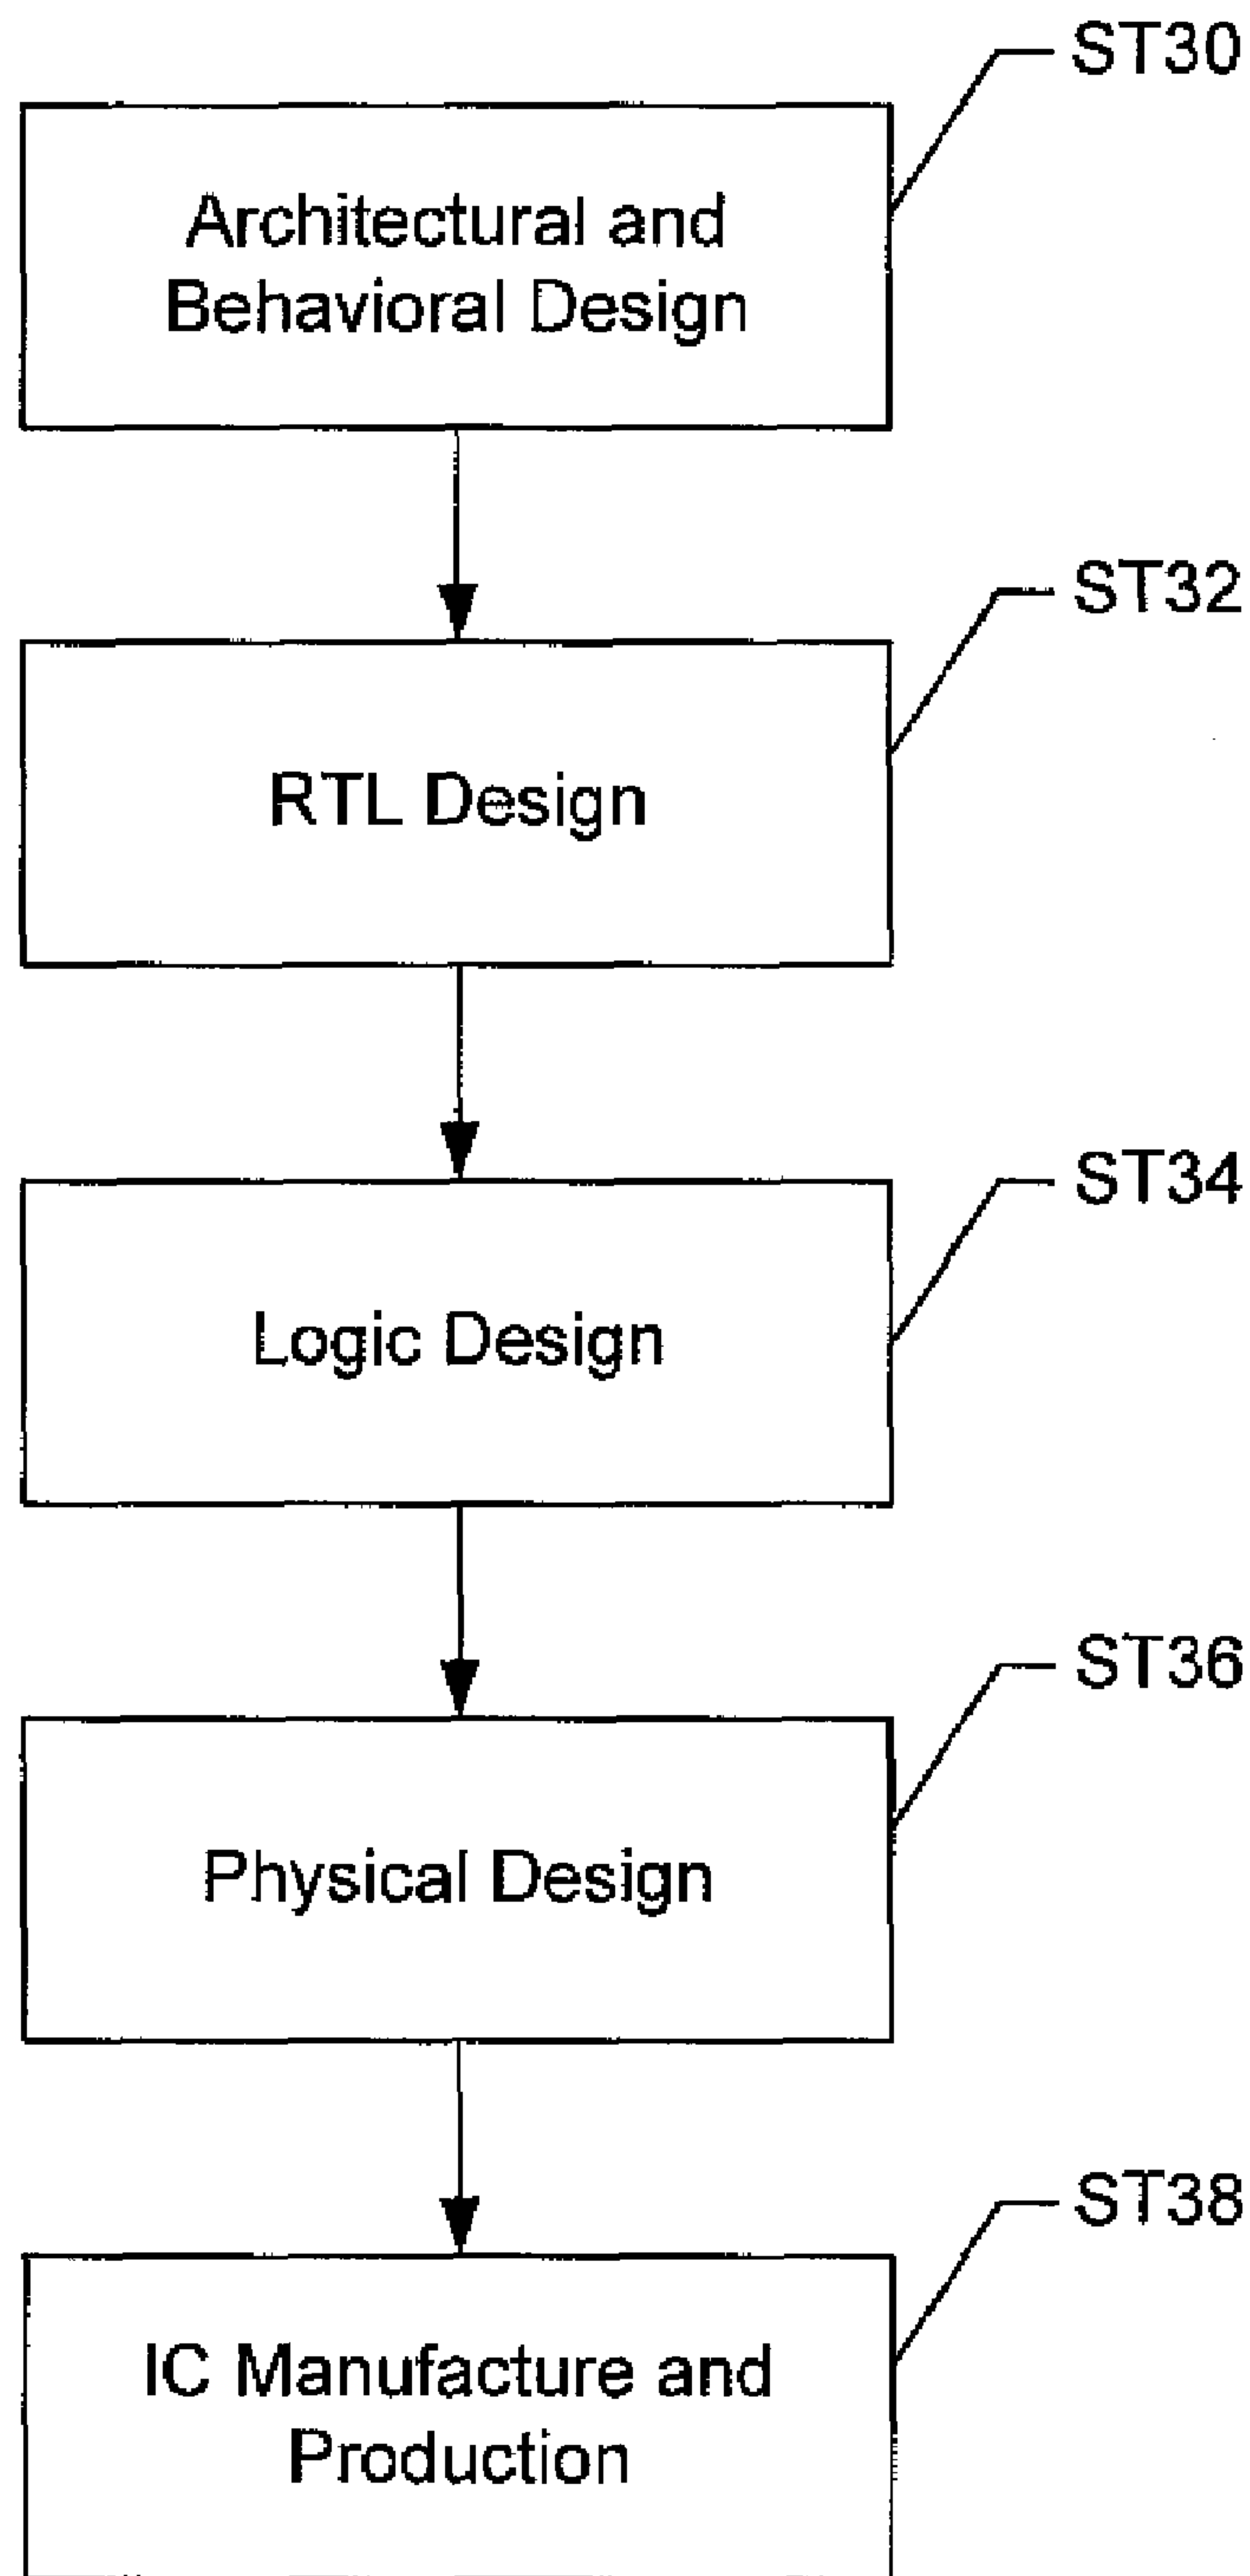 ST30
Architectural and
Behavioral Design
ST32
RTL Design
ST34
Logic Design
ST36
Physical Design
ST38
IC Manufacture and
Production